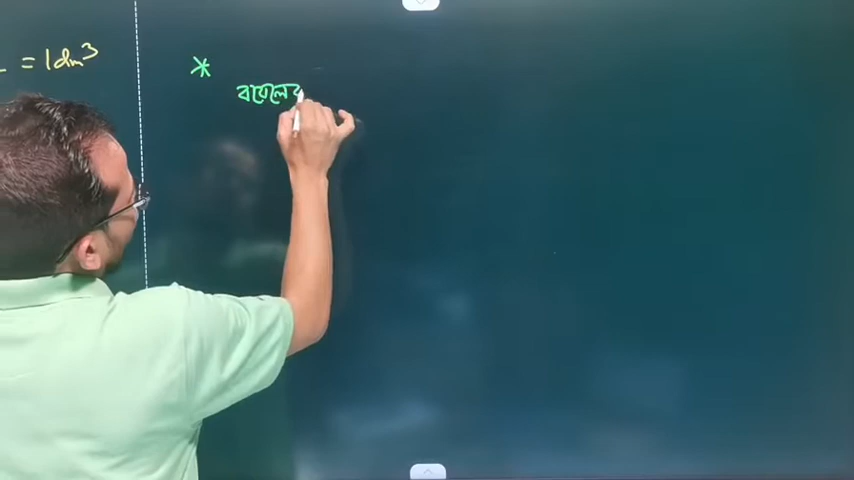 = 1dm³
*
বয়েলের